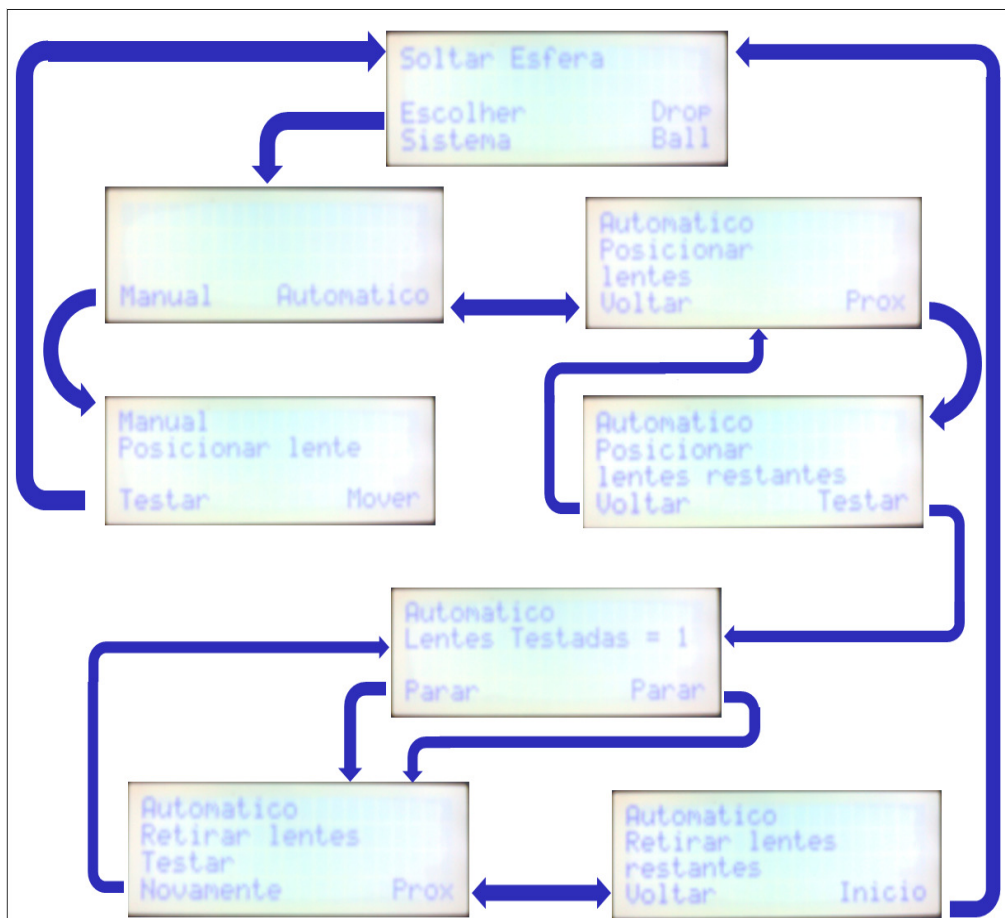 Soltar Esfera
Escolher Drop
Sistema Ball
Manual Automatico
Automatico
Posicionar
lentes
Voltar Prox
Manual
Posicionar lente
Testar Mover
Automatico
Posicionar
lentes restantes
Voltar Testar
Automatico
Lentes Testadas = 1
Parar Parar
Automatico
Retirar lentes
Testar
Novamente Prox
Automatico
Retirar lentes
restantes
Voltar Inicio